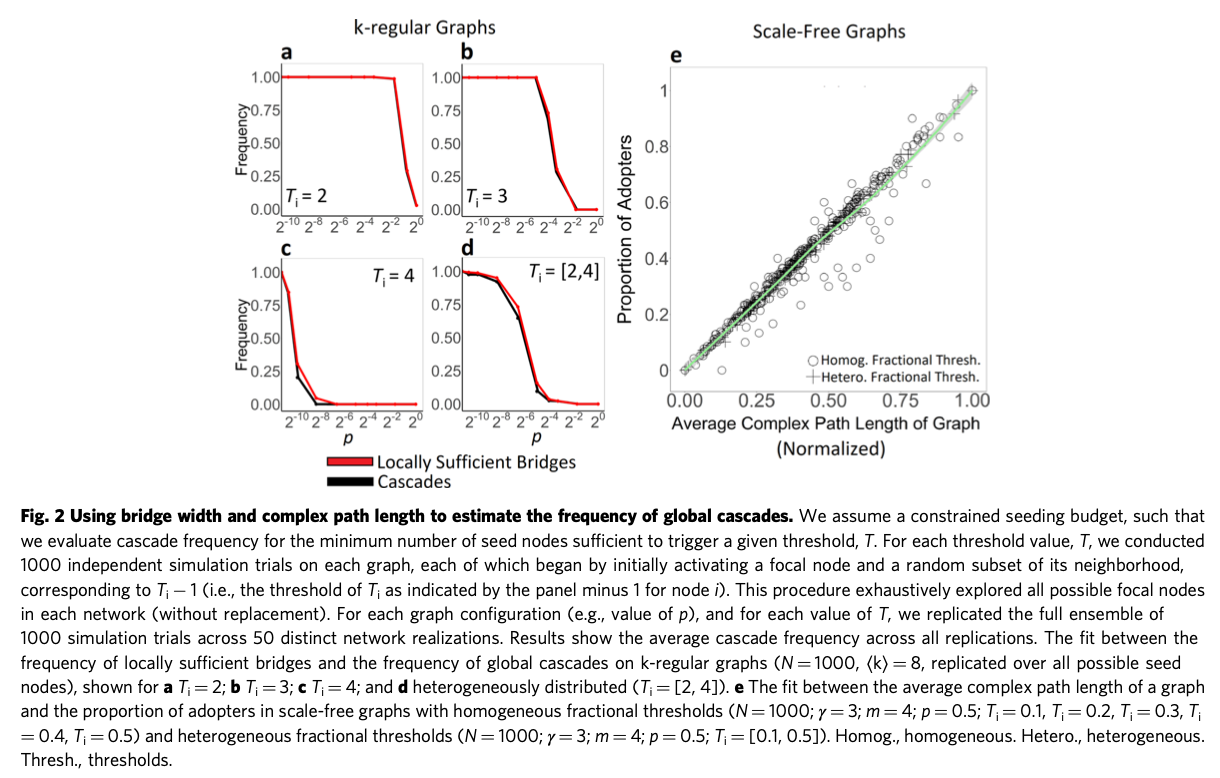 k-regular Graphs
Scale-Free Graphs
a
b
e
1.00
0.75
0.50
0.25
0.00
Frequency
Tᵢ = 2
2⁻¹⁰ 2⁻⁸ 2⁻⁶ 2⁻⁴ 2⁻² 2⁰
1.00
0.75
0.50
0.25
0.00
Tᵢ = 3
2⁻¹⁰ 2⁻⁸ 2⁻⁶ 2⁻⁴ 2⁻² 2⁰
c
d
1.00
0.75
0.50
0.25
0.00
Frequency
Tᵢ = 4
2⁻¹⁰ 2⁻⁸ 2⁻⁶ 2⁻⁴ 2⁻² 2⁰
p
1.00
0.75
0.50
0.25
0.00
Tᵢ = [2,4]
2⁻¹⁰ 2⁻⁸ 2⁻⁶ 2⁻⁴ 2⁻² 2⁰
p
Locally Sufficient Bridges
Cascades
Proportion of Adopters
1
0.8
0.6
0.4
0.2
0
Homog. Fractional Thresh.
Hetero. Fractional Thresh.
0.00 0.25 0.50 0.75 1.00
Average Complex Path Length of Graph
(Normalized)
Fig. 2 Using bridge width and complex path length to estimate the frequency of global cascades. We assume a constrained seeding budget, such that
we evaluate cascade frequency for the minimum number of seed nodes sufficient to trigger a given threshold, T. For each threshold value, T, we conducted
1000 independent simulation trials on each graph, each of which began by initially activating a focal node and a random subset of its neighborhood,
corresponding to Tᵢ − 1 (i.e., the threshold of Tᵢ as indicated by the panel minus 1 for node i). This procedure exhaustively explored all possible focal nodes
in each network (without replacement). For each graph configuration (e.g., value of p), and for each value of T, we replicated the full ensemble of
1000 simulation trials across 50 distinct network realizations. Results show the average cascade frequency across all replications. The fit between the
frequency of locally sufficient bridges and the frequency of global cascades on k-regular graphs (N = 1000, ⟨k⟩ = 8, replicated over all possible seed
nodes), shown for a Tᵢ = 2; b Tᵢ = 3; c Tᵢ = 4; and d heterogeneously distributed (Tᵢ = [2, 4]). e The fit between the average complex path length of a graph
and the proportion of adopters in scale-free graphs with homogeneous fractional thresholds (N = 1000; γ = 3; m = 4; p = 0.5; Tᵢ = 0.1, Tᵢ = 0.2, Tᵢ = 0.3, Tᵢ
= 0.4, Tᵢ = 0.5) and heterogeneous fractional thresholds (N = 1000; γ = 3; m = 4; p = 0.5; Tᵢ = [0.1, 0.5]). Homog., homogeneous. Hetero., heterogeneous.
Thresh., thresholds.